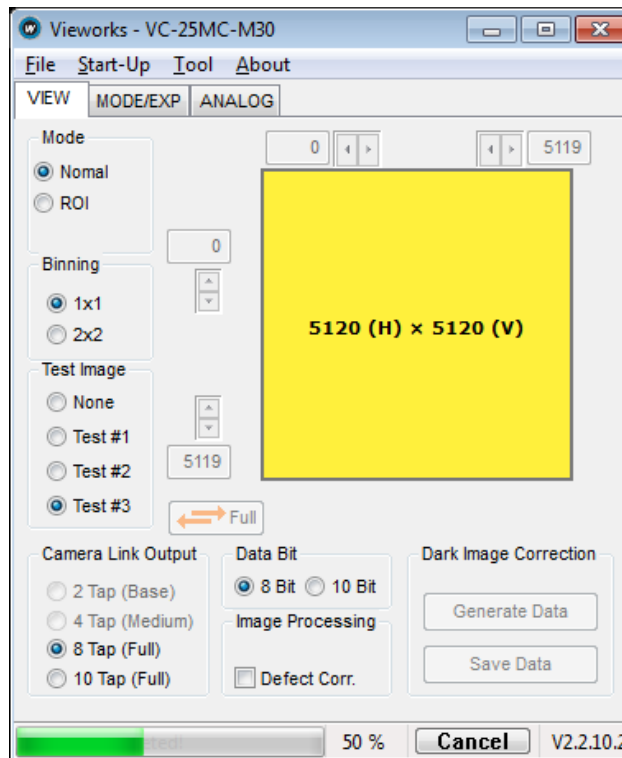 Vieworks - VC-25MC-M30
File Start-Up Tool About
VIEW MODE/EXP ANALOG
Mode
Nomal
ROI
0
5119
0
Binning
1x1
2x2
5120 (H) × 5120 (V)
Test Image
None
Test #1
Test #2
Test #3
5119
Full
Camera Link Output
2 Tap (Base)
4 Tap (Medium)
8 Tap (Full)
10 Tap (Full)
Data Bit
8 Bit 10 Bit
Image Processing
Defect Corr.
Dark Image Correction
Generate Data
Save Data
50 % Cancel V2.2.10.2